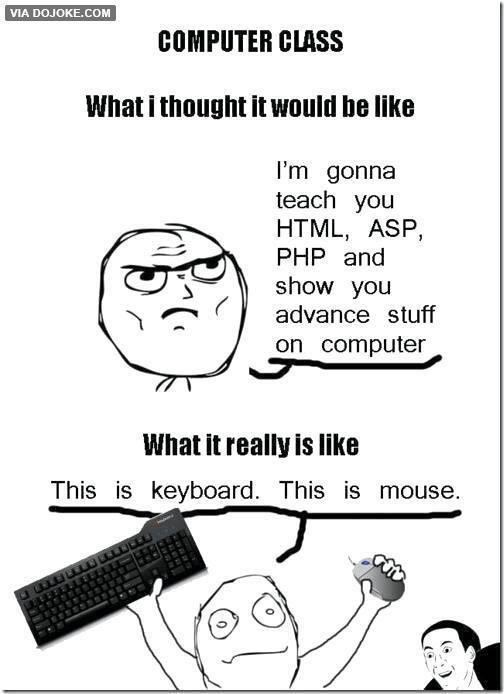 VIA DOJOKE.COM
COMPUTER CLASS
What i thought it would be like
I'm gonna
teach you
HTML, ASP,
PHP and
show you
advance stuff
on computer
What it really is like
This is keyboard. This is mouse.